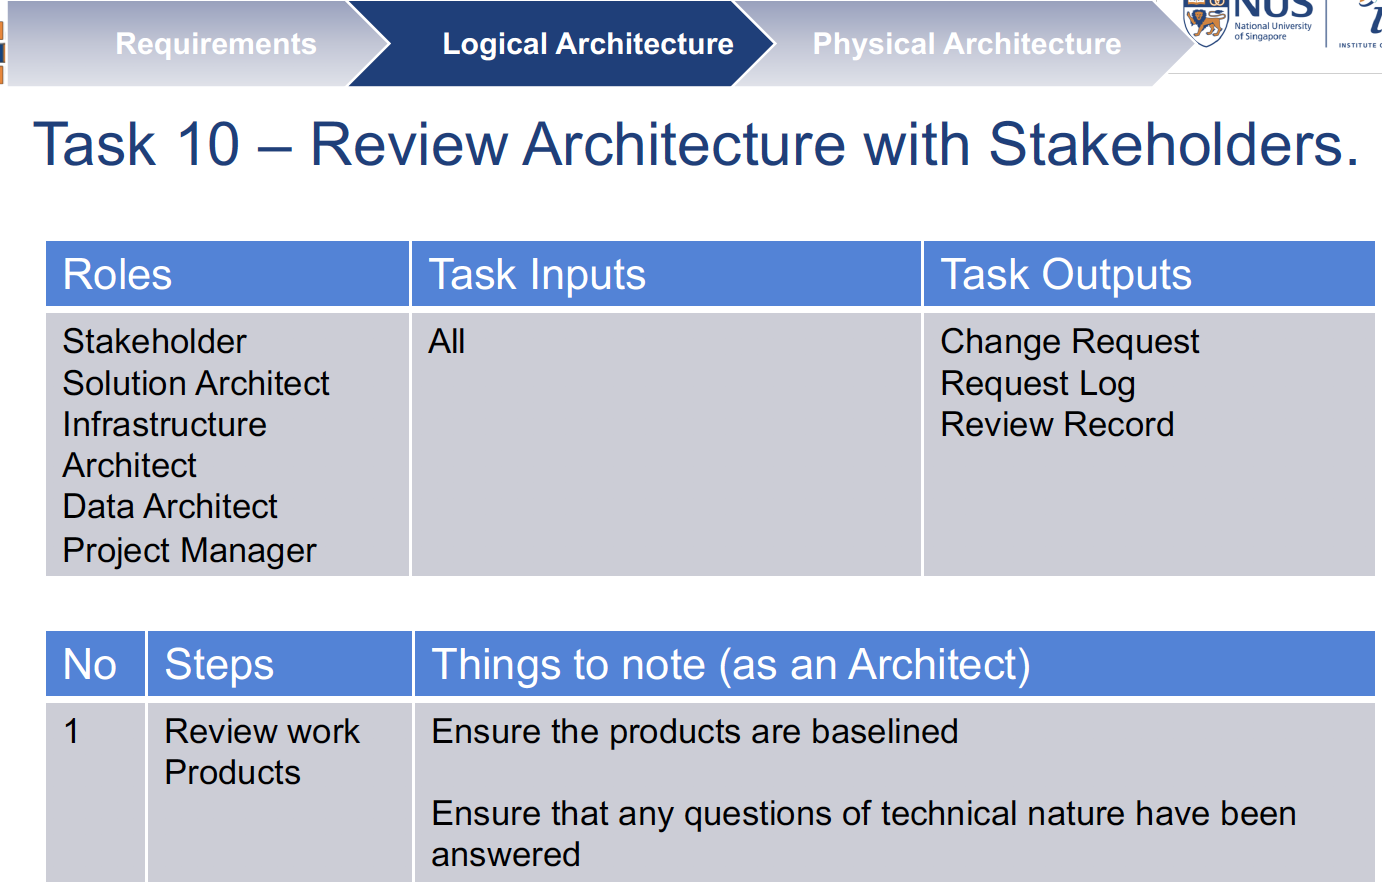 Requirements
Logical Architecture
Physical Architecture
NUS
National University
of Singapore
Task 10 – Review Architecture with Stakeholders.
Roles
Task Inputs
Task Outputs
Stakeholder
Solution Architect
Infrastructure
Architect
Data Architect
Project Manager
All
Change Request
Request Log
Review Record
No
Steps
Things to note (as an Architect)
1
Review work
Products
Ensure the products are baselined
Ensure that any questions of technical nature have been
answered